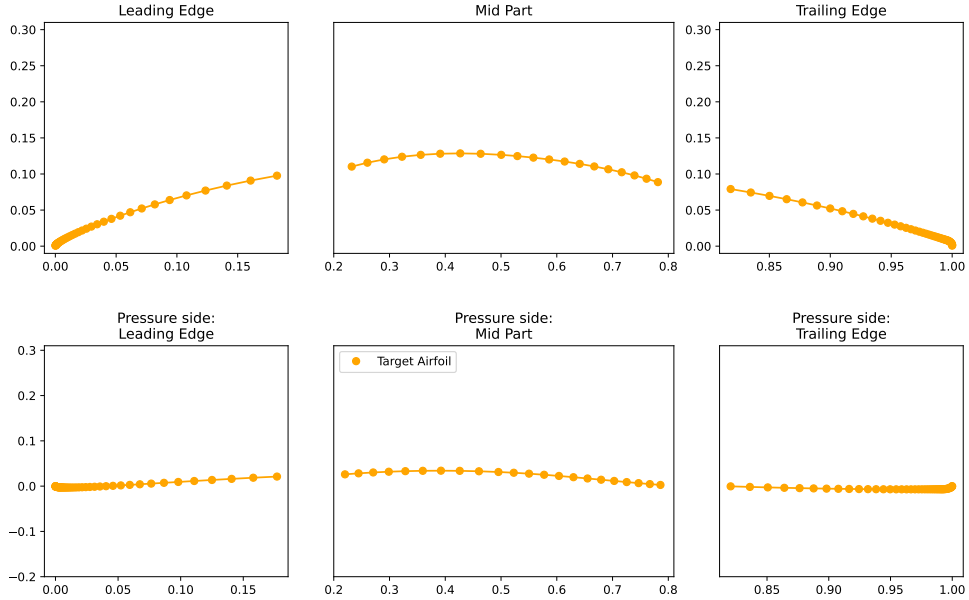 Leading Edge
Mid Part
Trailing Edge
0.30
0.25
0.20
0.15
0.10
0.05
0.00
0.30
0.25
0.20
0.15
0.10
0.05
0.00
0.00 0.05 0.10 0.15
0.2 0.3 0.4 0.5 0.6 0.7 0.8
0.85 0.90 0.95 1.00
Pressure side:
Leading Edge
Pressure side:
Mid Part
Pressure side:
Trailing Edge
0.3
0.2
0.1
0.0
−0.1
−0.2
Target Airfoil
0.00 0.05 0.10 0.15
0.2 0.3 0.4 0.5 0.6 0.7 0.8
0.85 0.90 0.95 1.00